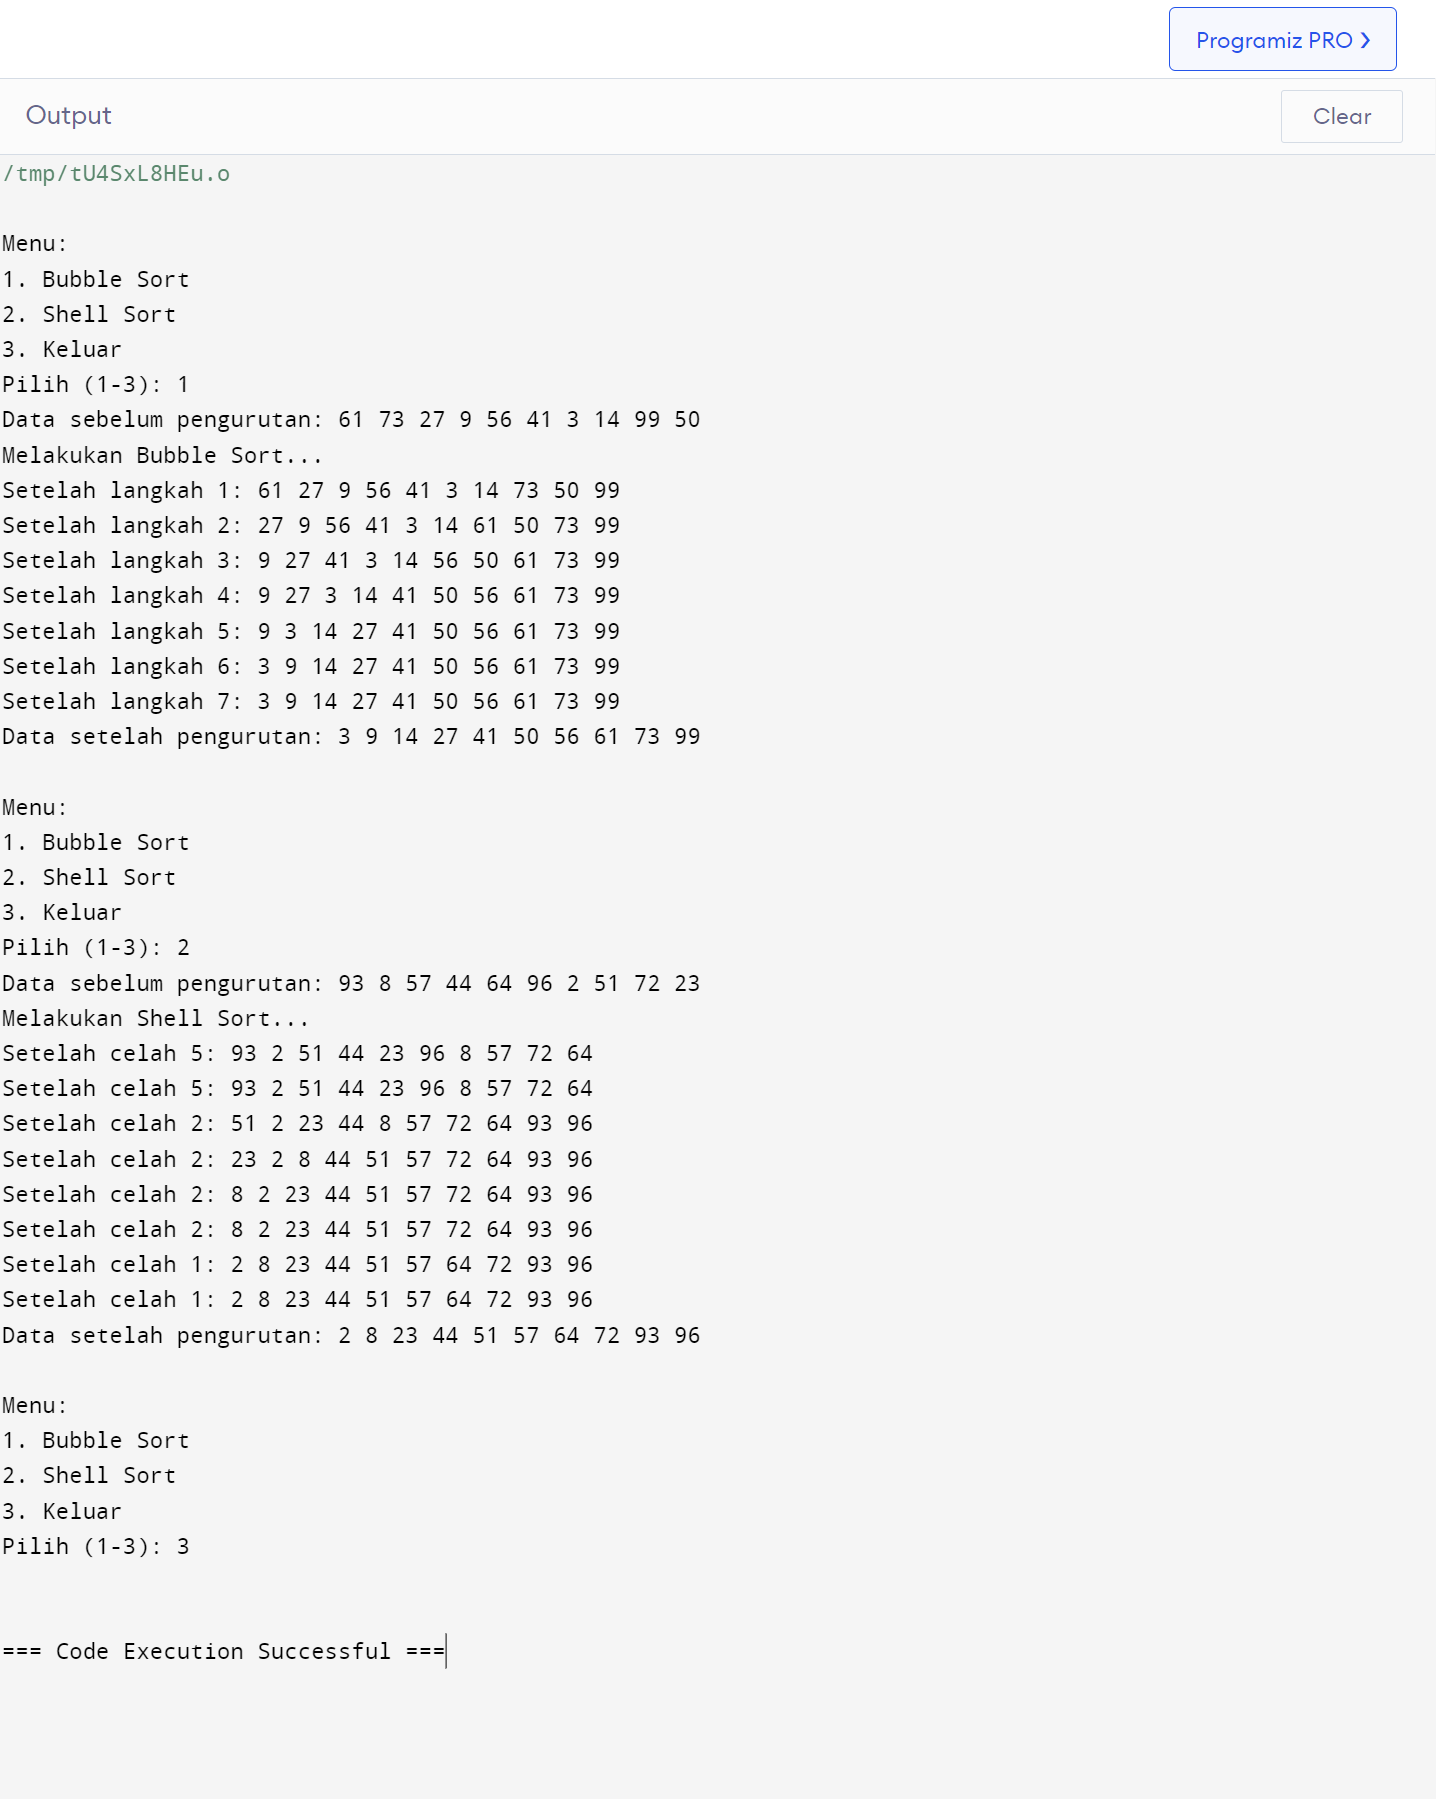 Programiz PRO ❯
Output
Clear
/tmp/tU4SxL8HEu.o
Menu:
1. Bubble Sort
2. Shell Sort
3. Keluar
Pilih (1-3): 1
Data sebelum pengurutan: 61 73 27 9 56 41 3 14 99 50
Melakukan Bubble Sort...
Setelah langkah 1: 61 27 9 56 41 3 14 73 50 99
Setelah langkah 2: 27 9 56 41 3 14 61 50 73 99
Setelah langkah 3: 9 27 41 3 14 56 50 61 73 99
Setelah langkah 4: 9 27 3 14 41 50 56 61 73 99
Setelah langkah 5: 9 3 14 27 41 50 56 61 73 99
Setelah langkah 6: 3 9 14 27 41 50 56 61 73 99
Setelah langkah 7: 3 9 14 27 41 50 56 61 73 99
Data setelah pengurutan: 3 9 14 27 41 50 56 61 73 99
Menu:
1. Bubble Sort
2. Shell Sort
3. Keluar
Pilih (1-3): 2
Data sebelum pengurutan: 93 8 57 44 64 96 2 51 72 23
Melakukan Shell Sort...
Setelah celah 5: 93 2 51 44 23 96 8 57 72 64
Setelah celah 5: 93 2 51 44 23 96 8 57 72 64
Setelah celah 2: 51 2 23 44 8 57 72 64 93 96
Setelah celah 2: 23 2 8 44 51 57 72 64 93 96
Setelah celah 2: 8 2 23 44 51 57 72 64 93 96
Setelah celah 2: 8 2 23 44 51 57 72 64 93 96
Setelah celah 1: 2 8 23 44 51 57 64 72 93 96
Setelah celah 1: 2 8 23 44 51 57 64 72 93 96
Data setelah pengurutan: 2 8 23 44 51 57 64 72 93 96
Menu:
1. Bubble Sort
2. Shell Sort
3. Keluar
Pilih (1-3): 3
=== Code Execution Successful ===